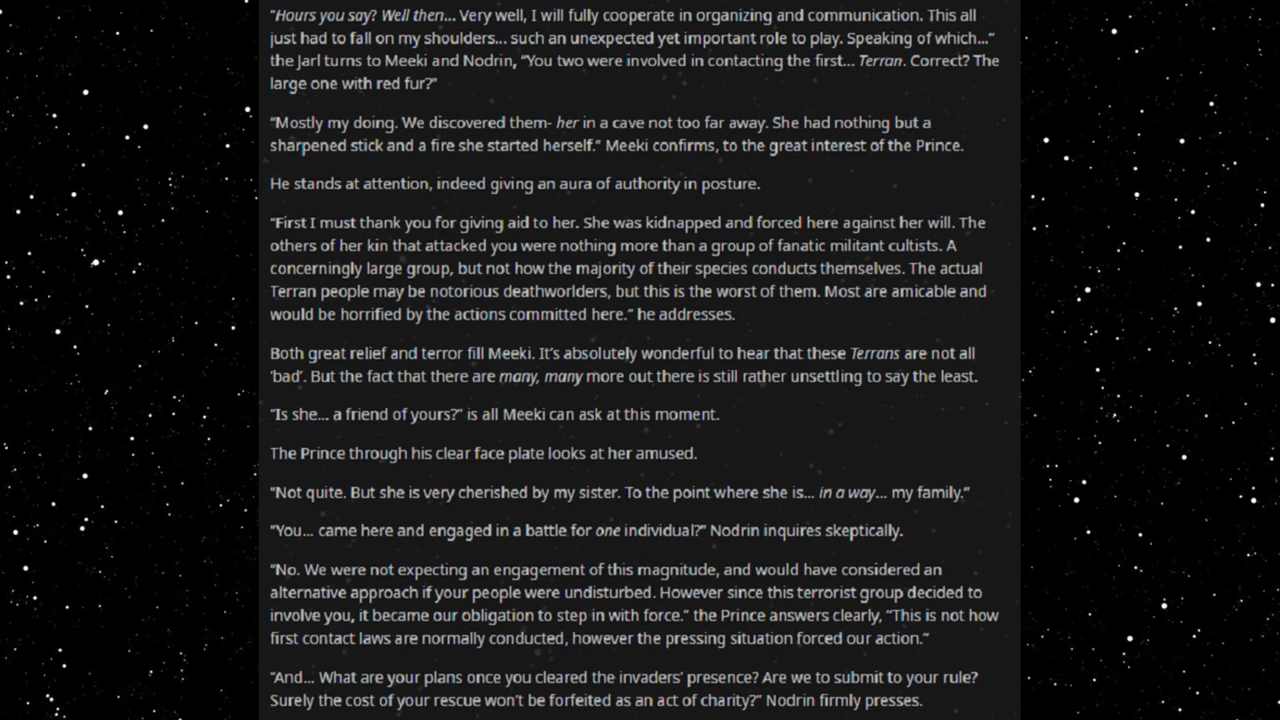 “Hours you say? Well then... Very well, I will fully cooperate in organizing and communication. This all
just had to fall on my shoulders... such an unexpected yet important role to play. Speaking of which...”
the Jarl turns to Meeki and Nodrin, “You two were involved in contacting the first... Terran. Correct? The
large one with red fur?”
“Mostly my doing. We discovered them- her in a cave not too far away. She had nothing but a
sharpened stick and a fire she started herself.” Meeki confirms, to the great interest of the Prince.
He stands at attention, indeed giving an aura of authority in posture.
“First I must thank you for giving aid to her. She was kidnapped and forced here against her will. The
others of her kin that attacked you were nothing more than a group of fanatic militant cultists. A
concerningly large group, but not how the majority of their species conducts themselves. The actual
Terran people may be notorious deathworlders, but this is the worst of them. Most are amicable and
would be horrified by the actions committed here.” he addresses.
Both great relief and terror fill Meeki. It’s absolutely wonderful to hear that these Terrans are not all
‘bad’. But the fact that there are many, many more out there is still rather unsettling to say the least.
“Is she... a friend of yours?” is all Meeki can ask at this moment.
The Prince through his clear face plate looks at her amused.
“Not quite. But she is very cherished by my sister. To the point where she is... in a way... my family.”
“You... came here and engaged in a battle for one individual?” Nodrin inquires skeptically.
“No. We were not expecting an engagement of this magnitude, and would have considered an
alternative approach if your people were undisturbed. However since this terrorist group decided to
involve you, it became our obligation to step in with force.” the Prince answers clearly, “This is not how
first contact laws are normally conducted, however the pressing situation forced our action.”
“And... What are your plans once you cleared the invaders’ presence? Are we to submit to your rule?
Surely the cost of your rescue won’t be forfeited as an act of charity?” Nodrin firmly presses.